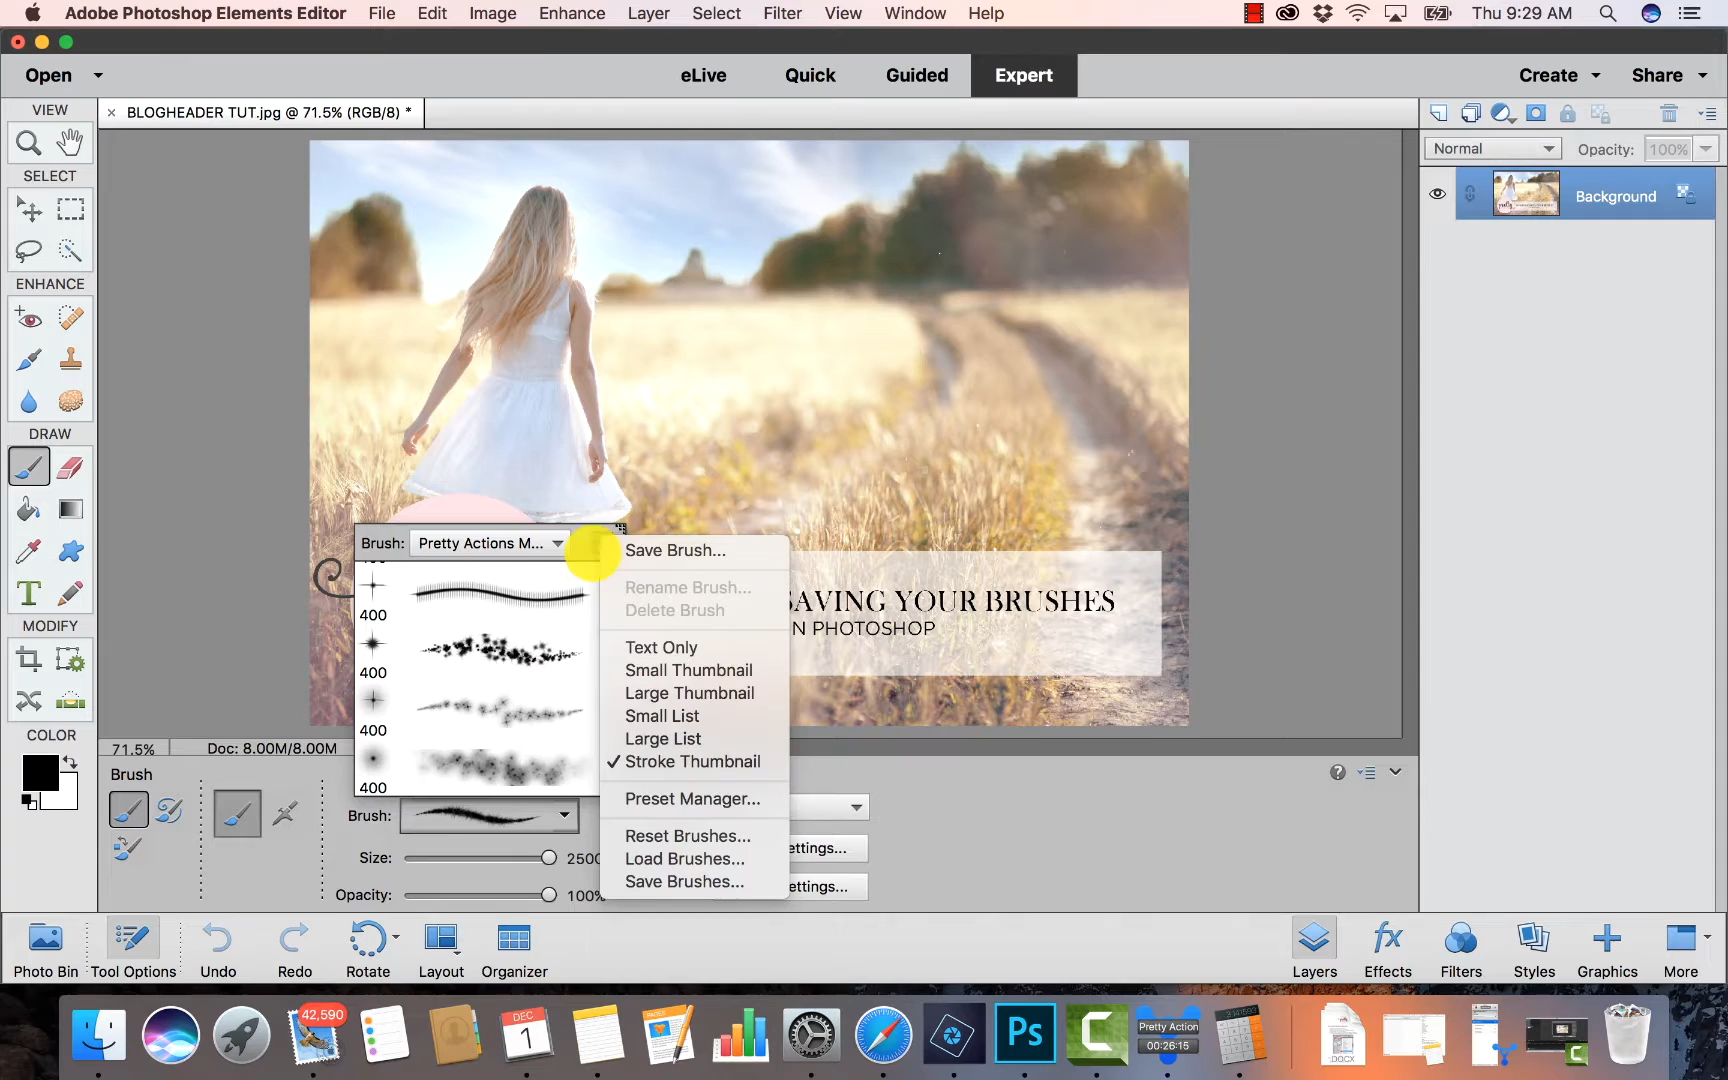 Adobe Photoshop Elements Editor File Edit Image Enhance Layer Select Filter View Window Help Thu 9:29 AM
Open eLive Quick Guided Expert Create Share
VIEW
× BLOGHEADER TUT.jpg @ 71.5% (RGB/8) *
Normal Opacity: 100%
SELECT
Background
ENHANCE
DRAW
Brush: Pretty Actions M...
Save Brush...
Rename Brush...
Delete Brush
400
Text Only
Small Thumbnail
400
Large Thumbnail
Small List
400
Large List
Stroke Thumbnail
400
Preset Manager...
Reset Brushes...
Load Brushes...
Save Brushes...
SAVING YOUR BRUSHES
N PHOTOSHOP
T
MODIFY
COLOR
71.5% Doc: 8.00M/8.00M
Brush
Brush:
Size: 2500
ettings...
Opacity: 100%
ettings...
Photo Bin Tool Options Undo Redo Rotate Layout Organizer
fx
Layers Effects Filters Styles Graphics More
42,590
DEC
1
Ps
C
Pretty Action
00:26:15
DOCX
C